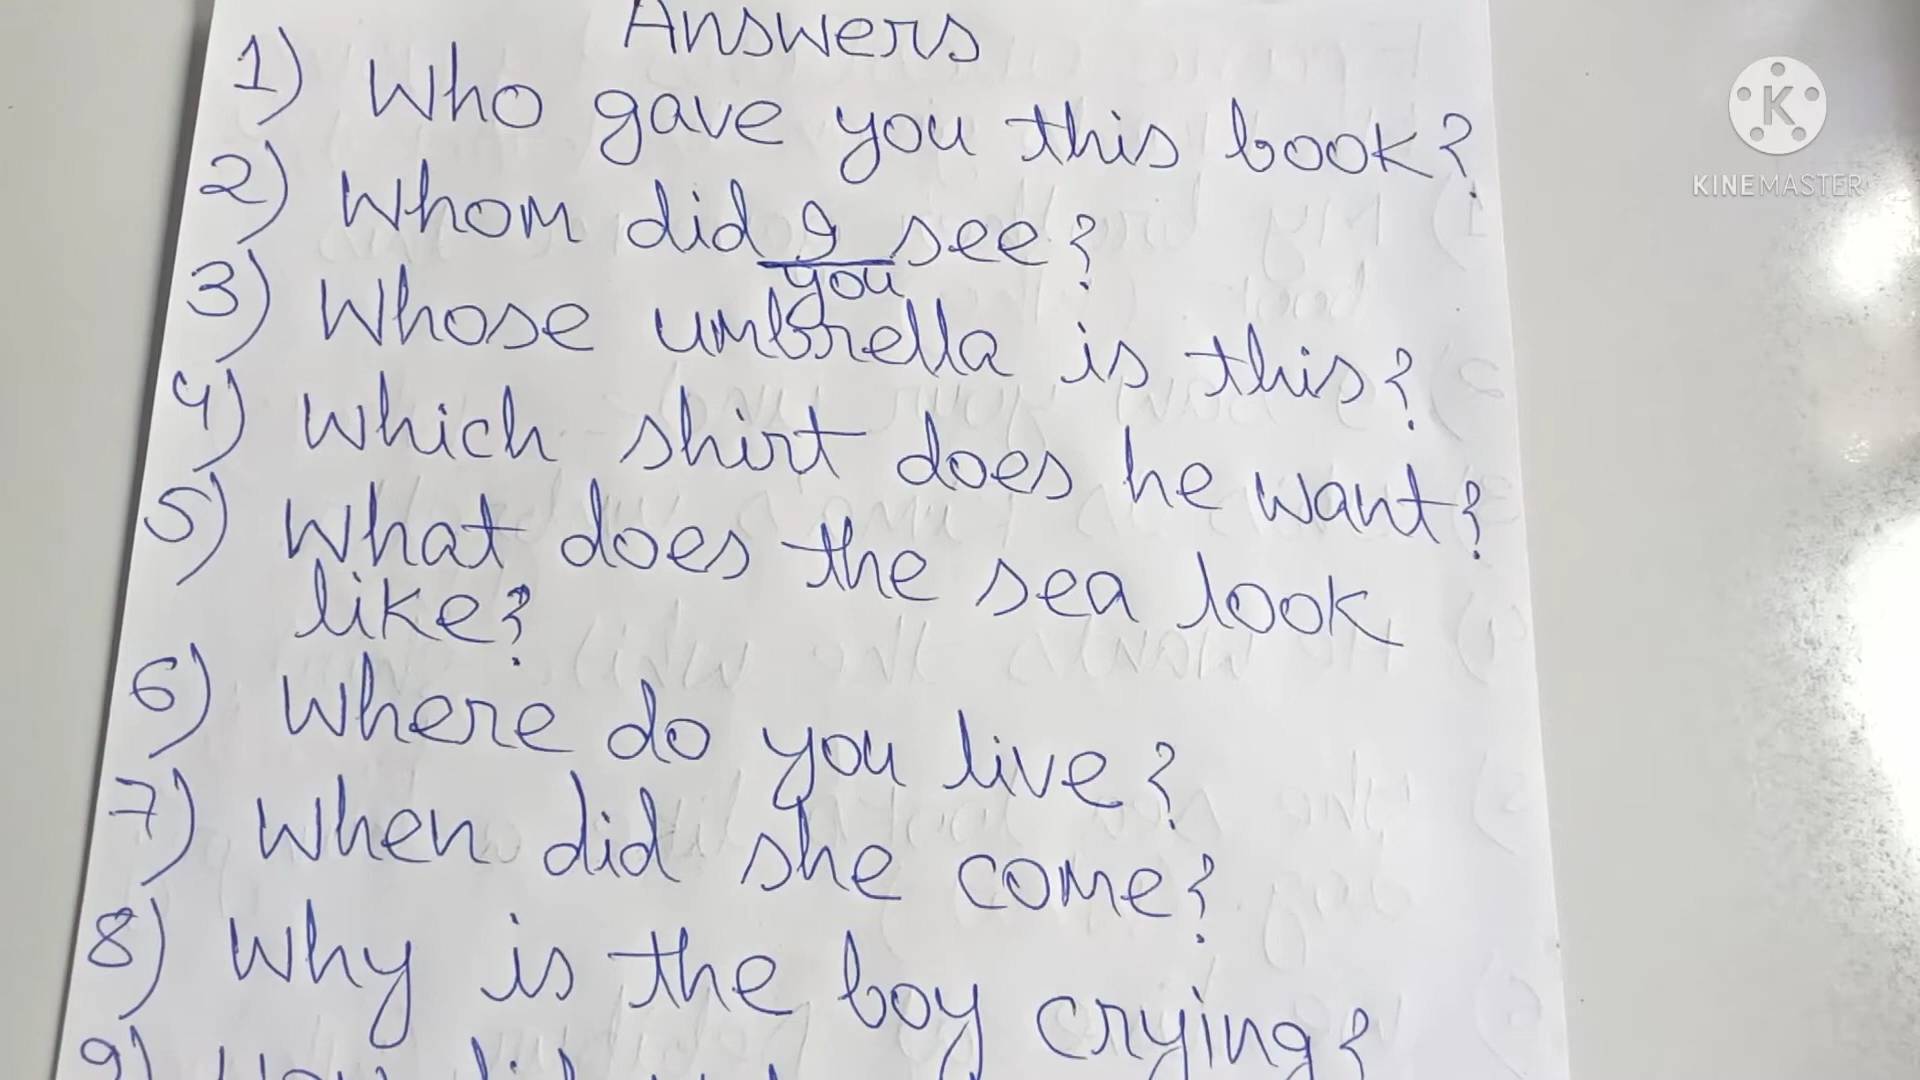 Answers
1) Who gave you this book?
2) Whom did I see?
you
3) Whose umbrella is this?
4) Which shirt does he want?
5) What does the sea look
like?
6) Where do you live?
7) When did she come?
8) Why is the boy crying?
9)
KINEMASTER